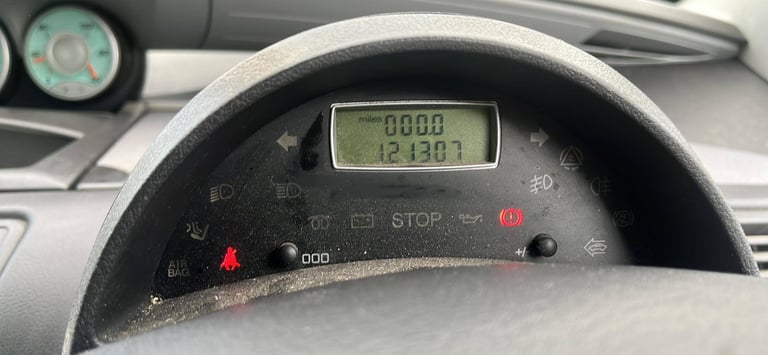 miles 000.0
121307
STOP
AIR
BAG
000
+/